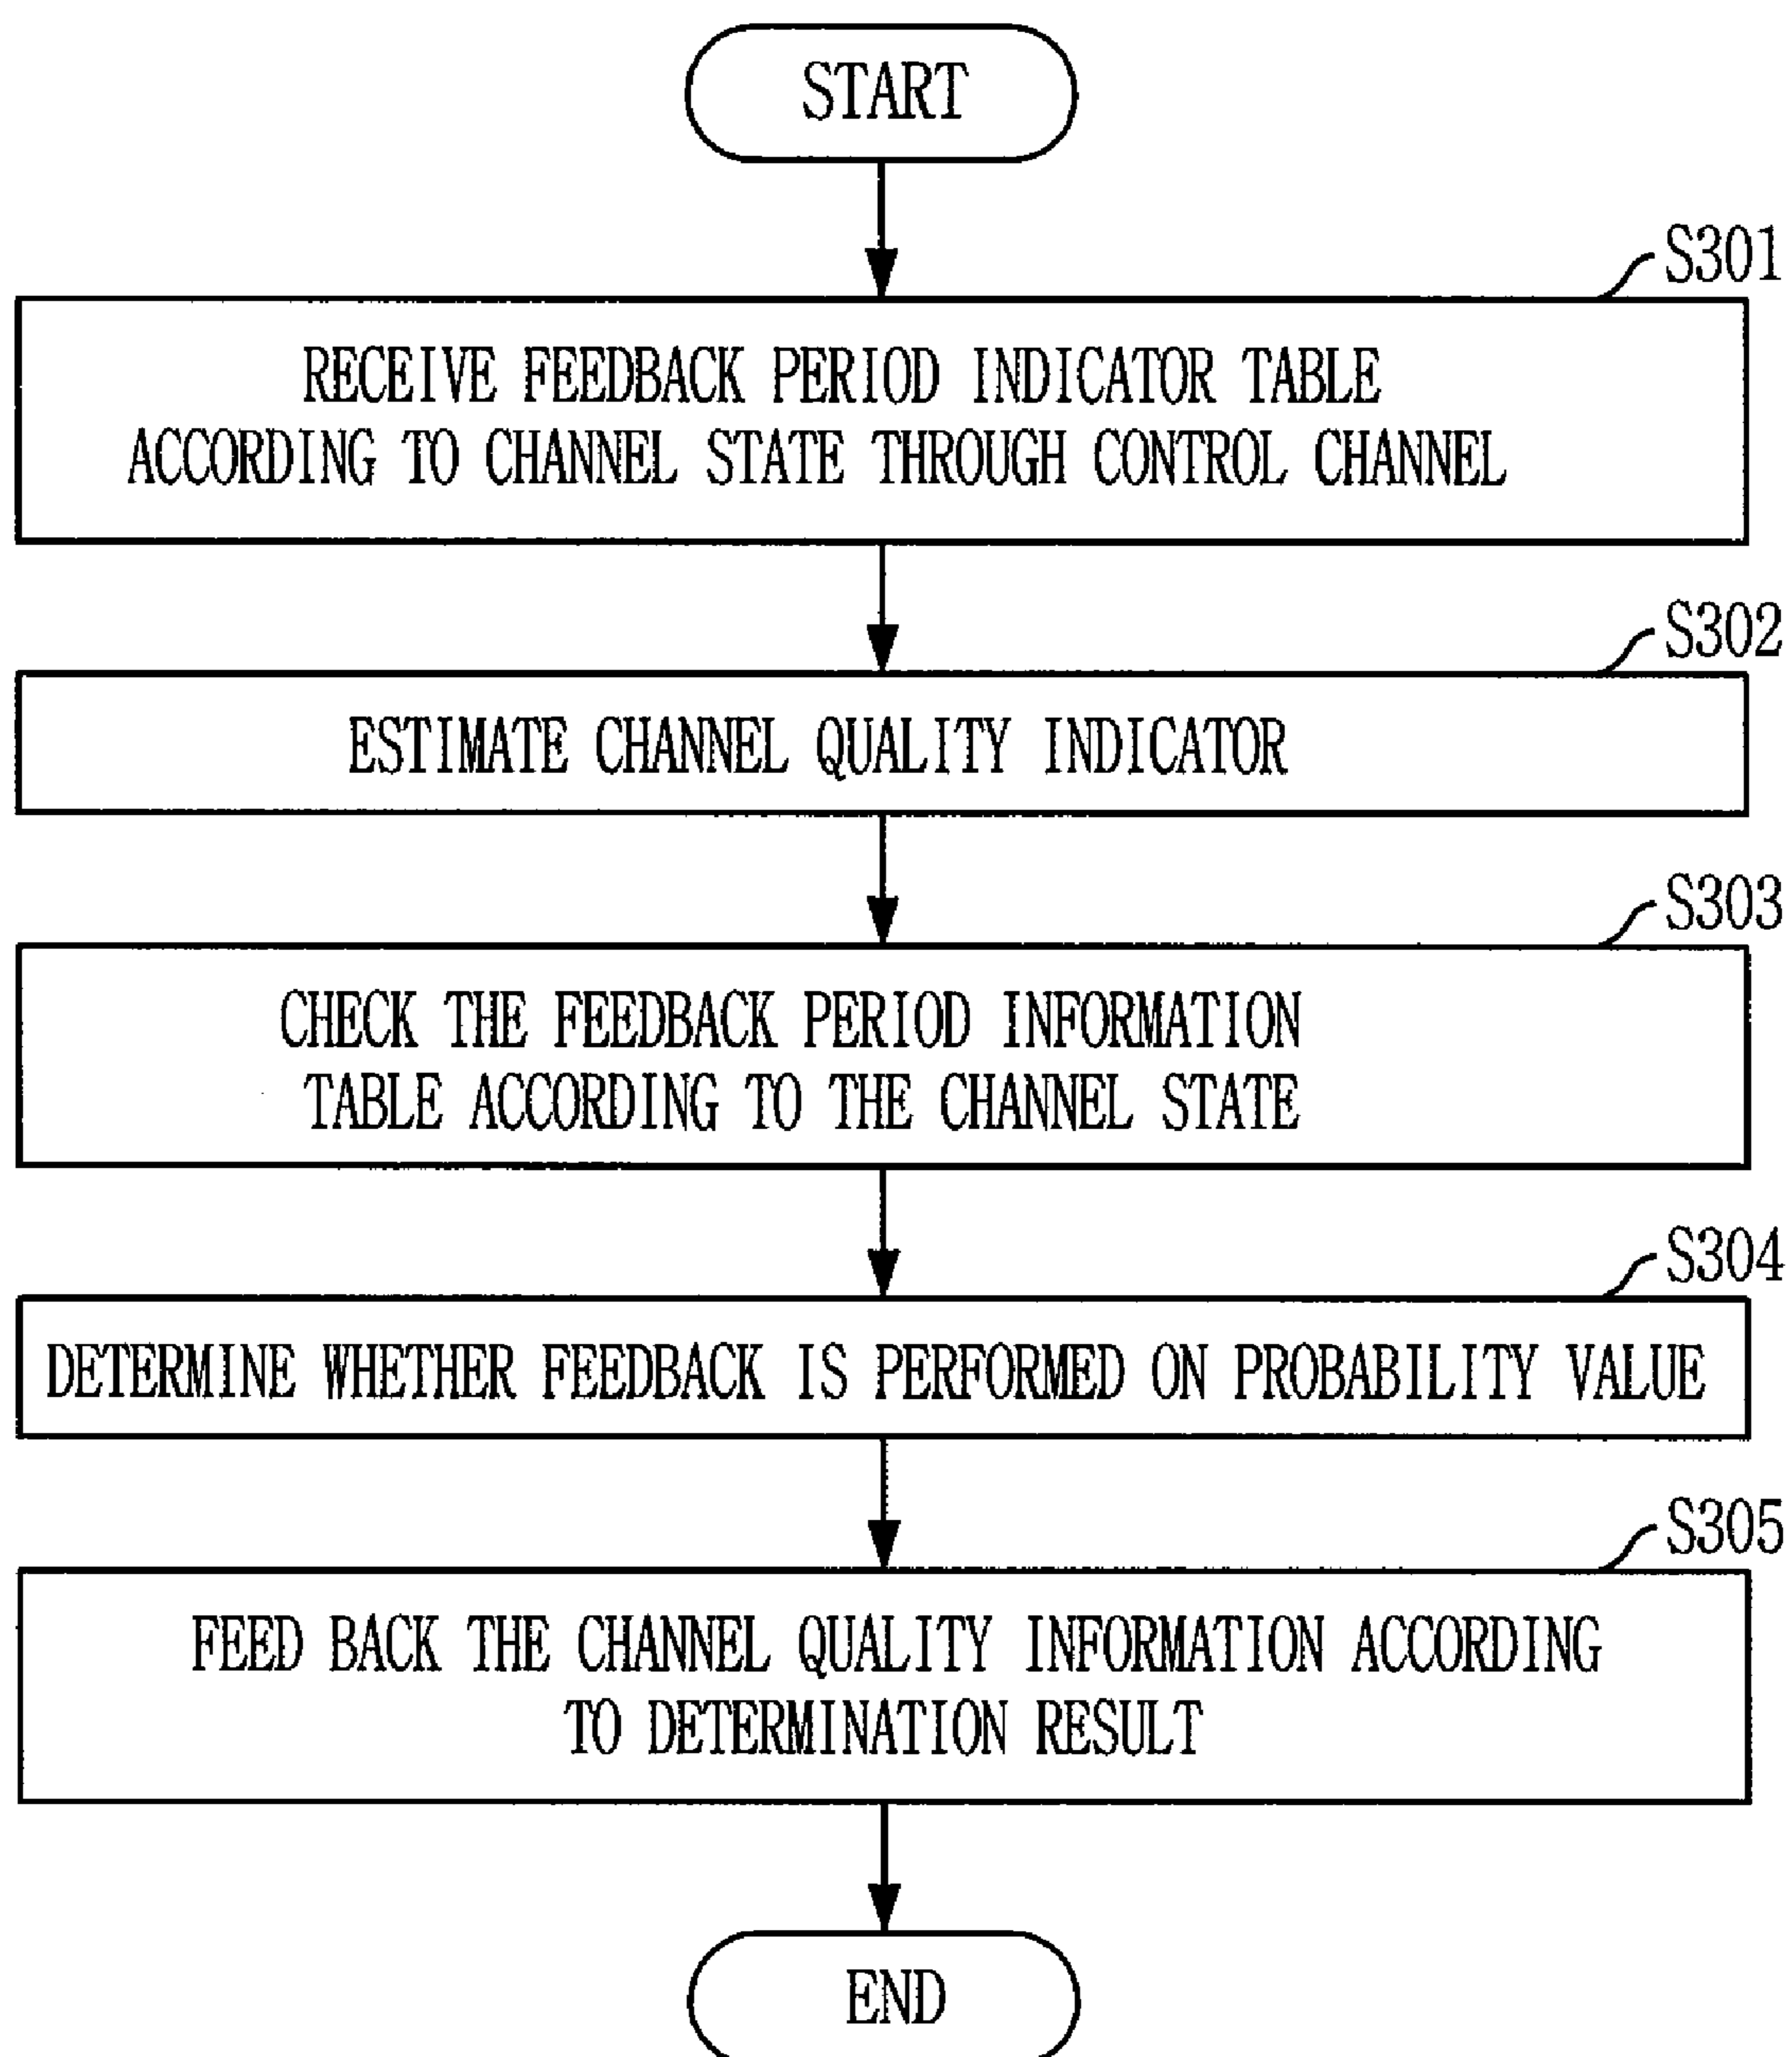 START
S301
RECEIVE FEEDBACK PERIOD INDICATOR TABLE
ACCORDING TO CHANNEL STATE THROUGH CONTROL CHANNEL
S302
ESTIMATE CHANNEL QUALITY INDICATOR
S303
CHECK THE FEEDBACK PERIOD INFORMATION
TABLE ACCORDING TO THE CHANNEL STATE
S304
DETERMINE WHETHER FEEDBACK IS PERFORMED ON PROBABILITY VALUE
S305
FEED BACK THE CHANNEL QUALITY INFORMATION ACCORDING
TO DETERMINATION RESULT
END